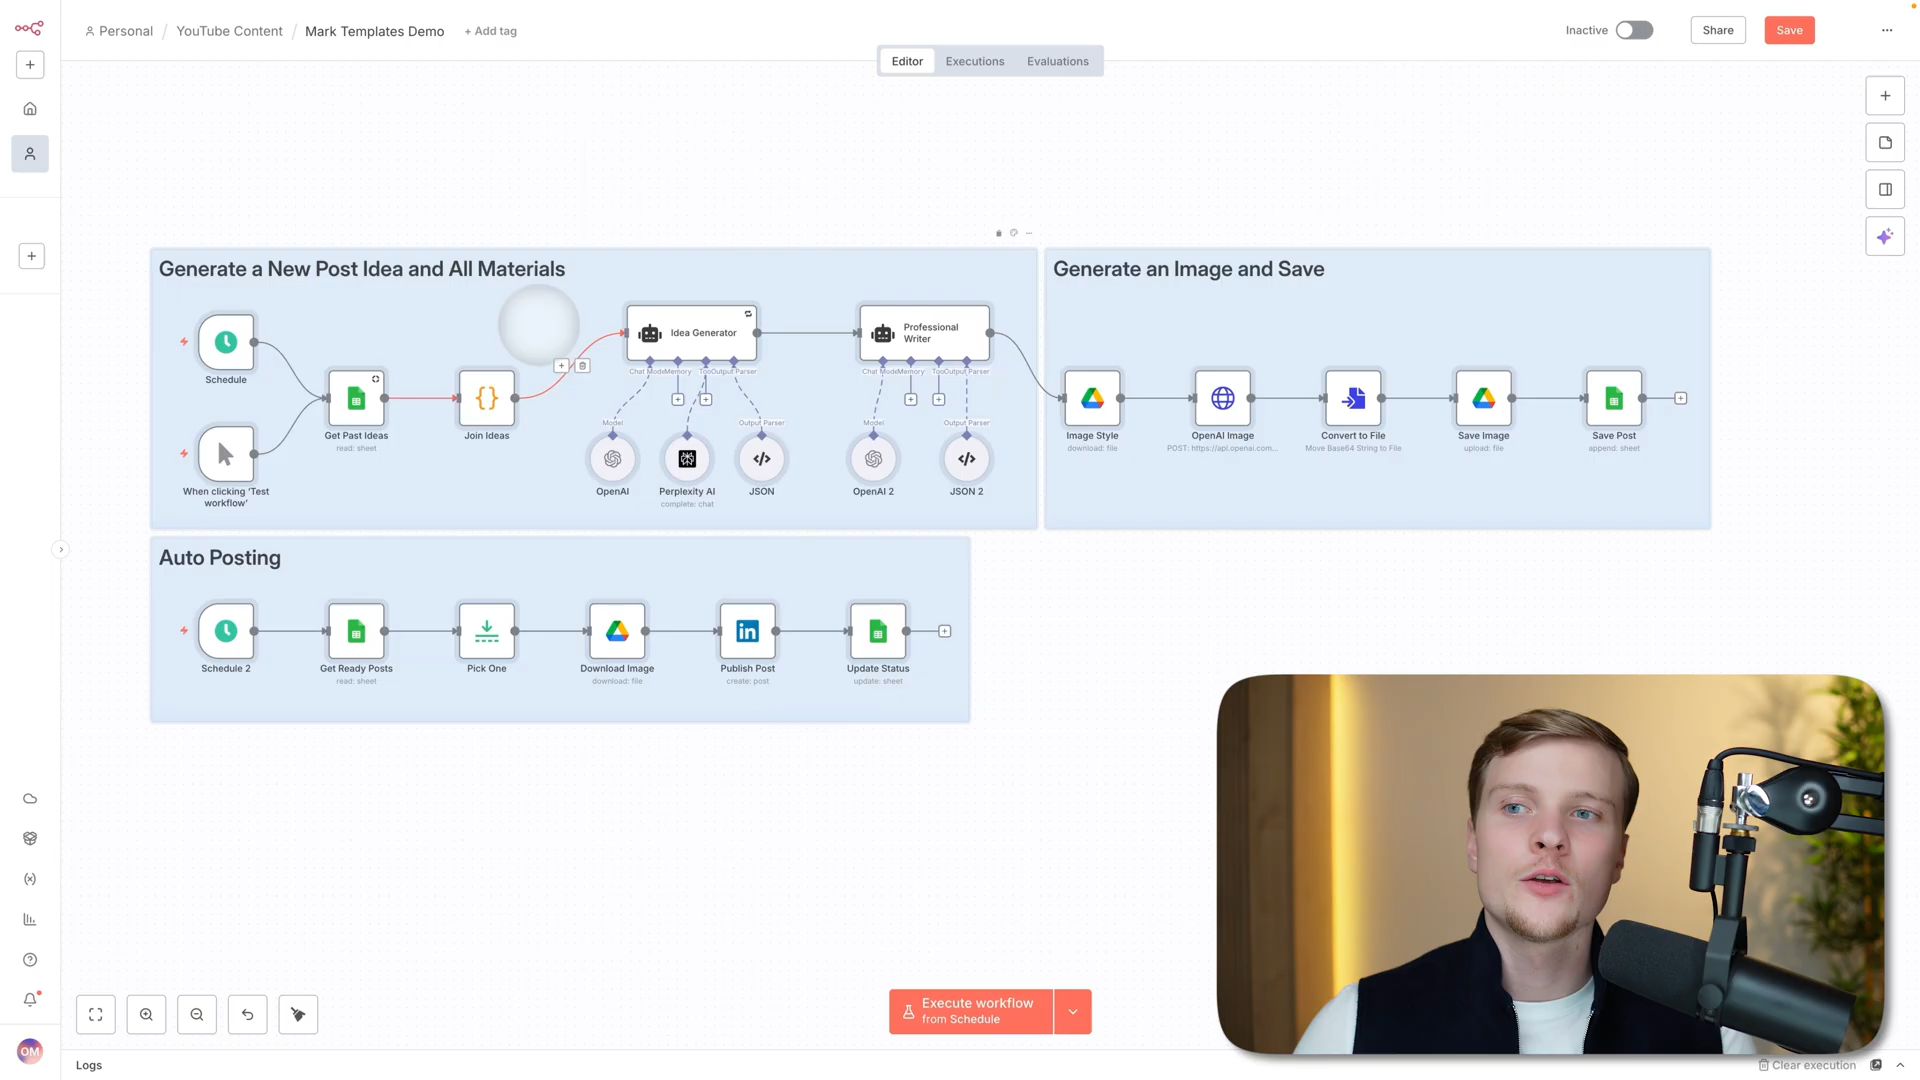 Personal / YouTube Content / Mark Templates Demo + Add tag
Inactive
Share
Save
Editor Executions Evaluations
Generate a New Post Idea and All Materials
Schedule
When clicking ‘Test
workflow’
Get Past Ideas
read: sheet
{}
Join Ideas
Idea Generator
Memory
Output Parser
Model
Output Parser
OpenAI
Perplexity AI
complete: chat
</>
JSON
Professional
Writer
Memory
Output Parser
Model
Output Parser
OpenAI 2
</>
JSON 2
Generate an Image and Save
Image Style
download: file
OpenAI Image
POST: https://api.openai.com...
Convert to File
Move Base64 String to File
Save Image
upload: file
Save Post
append: sheet
Auto Posting
Schedule 2
Get Ready Posts
read: sheet
Pick One
Download Image
download: file
in
Publish Post
create: post
Update Status
update: sheet
Execute workflow
from Schedule
OM
Logs
Clear execution